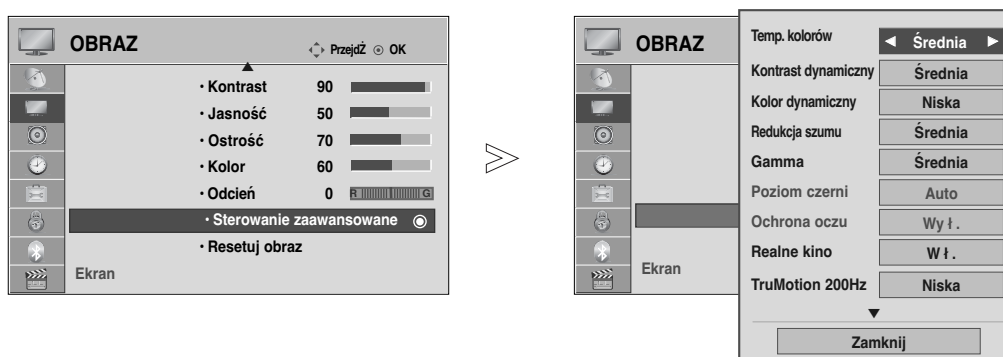 OBRAZ
PrzejdŹ OK
• Kontrast 90
• Jasność 50
• Ostrość 70
• Kolor 60
• Odcień 0 R G
• Sterowanie zaawansowane
• Resetuj obraz
Ekran
OBRAZ
Ekran
Temp. kolorów Średnia
Kontrast dynamiczny Średnia
Kolor dynamiczny Niska
Redukcja szumu Średnia
Gamma Średnia
Poziom czerni Auto
Ochrona oczu Wy ł .
Realne kino W ł .
TruMotion 200Hz Niska
Zamknij